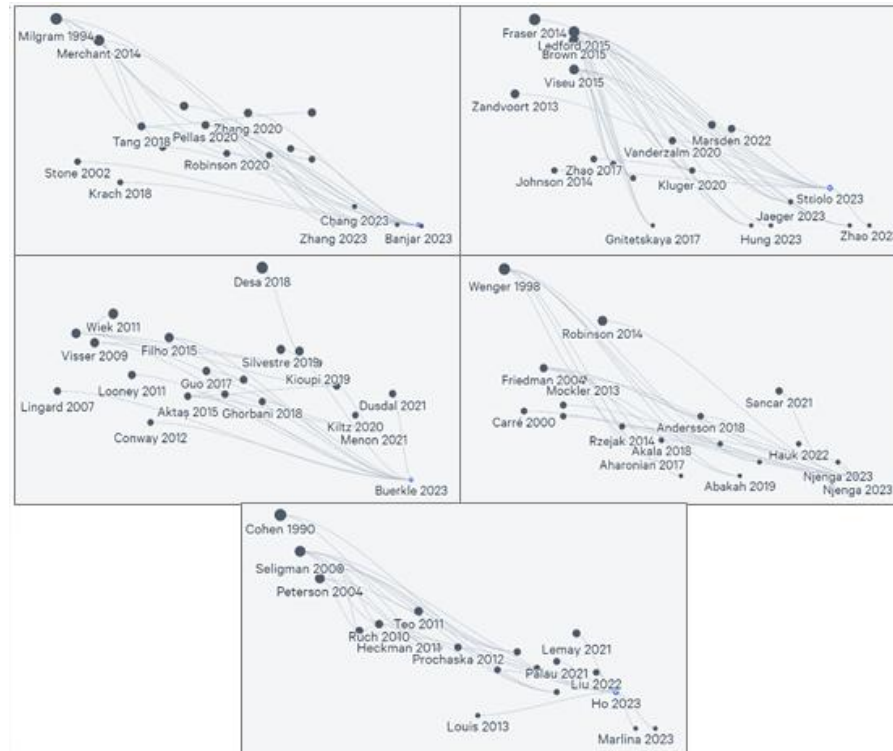 Milgram 1994
Merchant 2014
Zhang 2020
Pellas 2020
Tang 2018
Robinson 2020
Stone 2002
Krach 2018
Chang 2023
Zhang 2023
Banjar 2023
Fraser 2014
Ledford 2015
Brown 2015
Viseu 2015
Zandvoort 2013
Marsden 2022
Vanderzalm 2020
Zhao 2017
Johnson 2014
Kluger 2020
Striolo 2023
Jaeger 2023
Gnitetskaya 2017
Hung 2023
Zhao 2023
Desa 2018
Wiek 2011
Visser 2009
Filho 2015
Silvestre 2019
Kioupi 2019
Guo 2017
Looney 2011
Lingard 2007
Aktaş 2015
Ghorbani 2018
Dusdal 2021
Kiltz 2020
Conway 2012
Menon 2021
Buerkle 2023
Wenger 1998
Robinson 2014
Friedman 2004
Mockler 2013
Sancar 2021
Carré 2000
Andersson 2018
Rzejak 2014
Akala 2018
Hauk 2022
Aharonian 2017
Abakah 2019
Njenga 2023
Njenga 2023
Cohen 1990
Seligman 2000
Peterson 2004
Teo 2011
Ruch 2010
Heckman 2011
Prochaska 2012
Lemay 2021
Palau 2021
Liu 2022
Ho 2023
Louis 2013
Marlina 2023